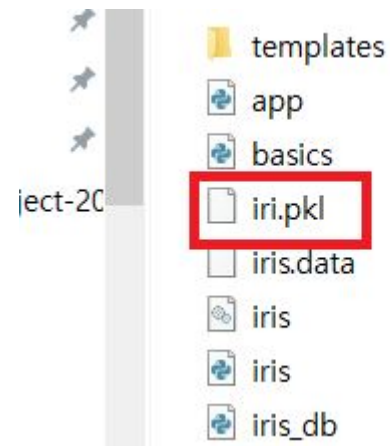 templates
app
basics
ject-20
iri.pkl
iris.data
iris
iris
iris_db